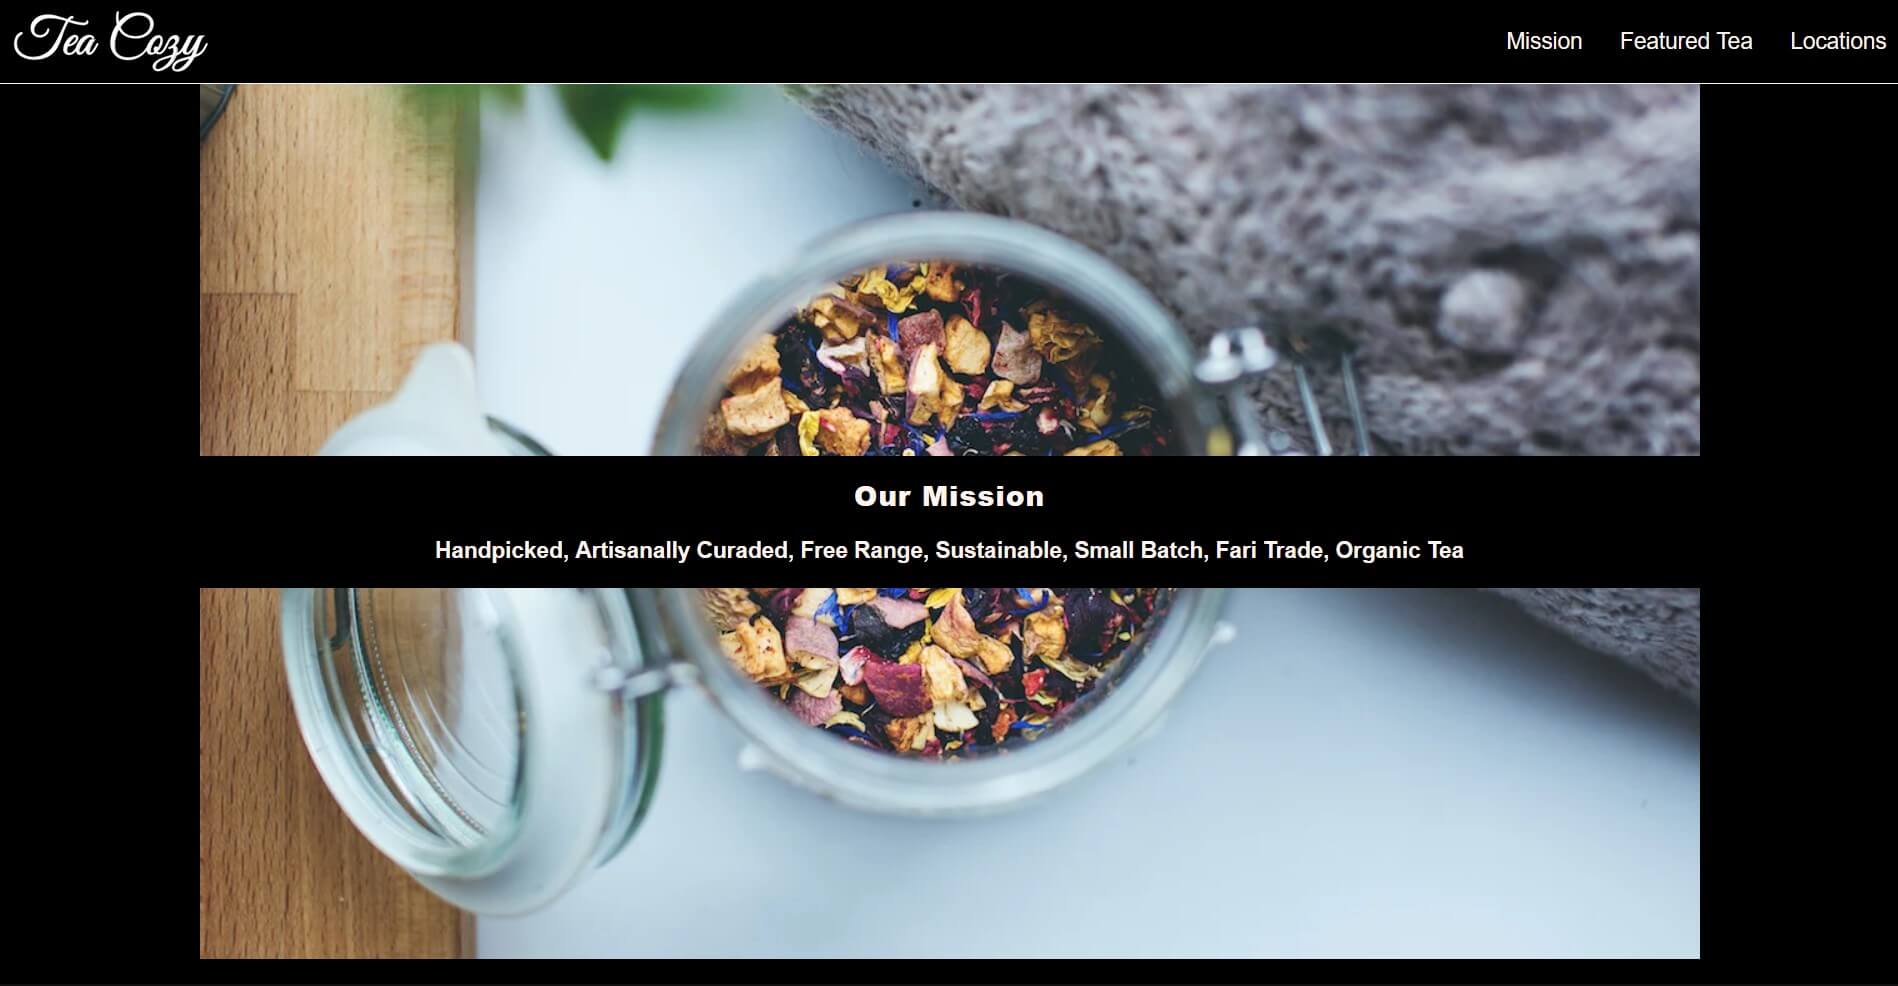 Tea Cozy
Mission Featured Tea Locations
Our Mission
Handpicked, Artisanally Curaded, Free Range, Sustainable, Small Batch, Fari Trade, Organic Tea